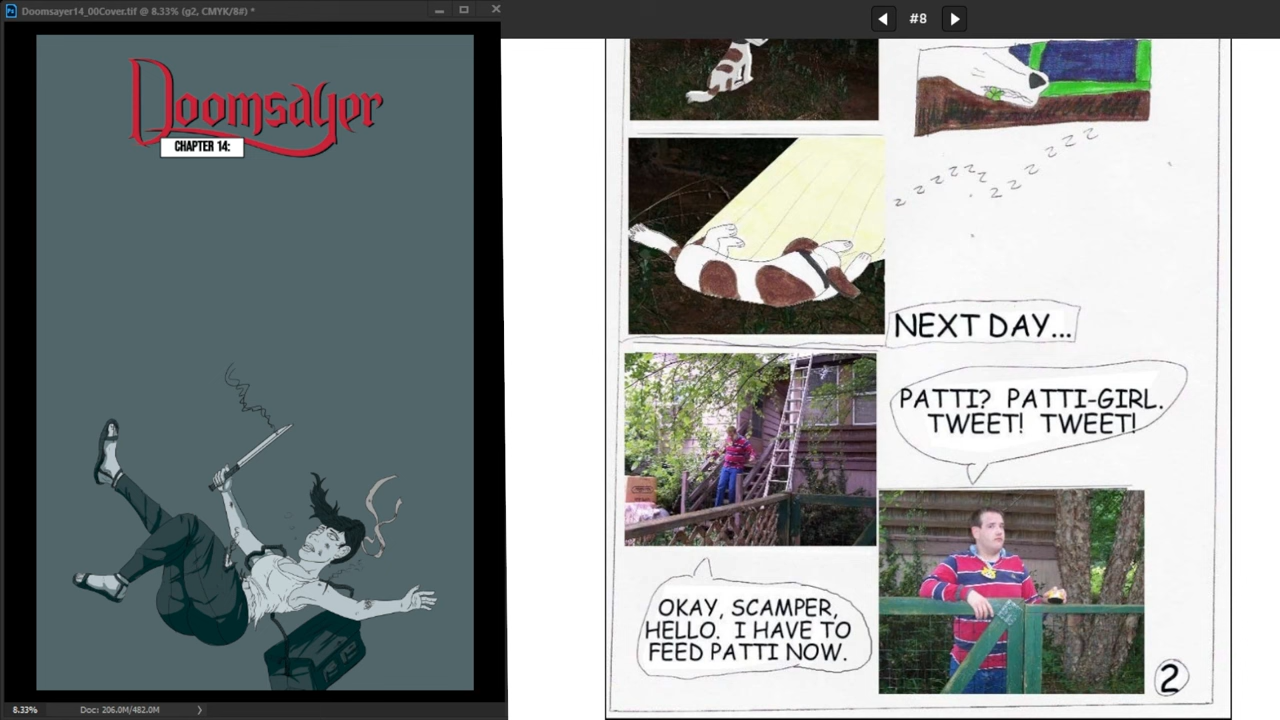 Doomsayer14_00Cover.tif @ 8.33% (g2, CMYK/8#) *
Doomsayer
CHAPTER 14:
8.33%
Doc: 206.0M/482.0M
#8
z z z z z z z z z z z z z
NEXT DAY...
PATTI? PATTI-GIRL.
TWEET! TWEET!
OKAY, SCAMPER,
HELLO. I HAVE TO
FEED PATTI NOW.
2